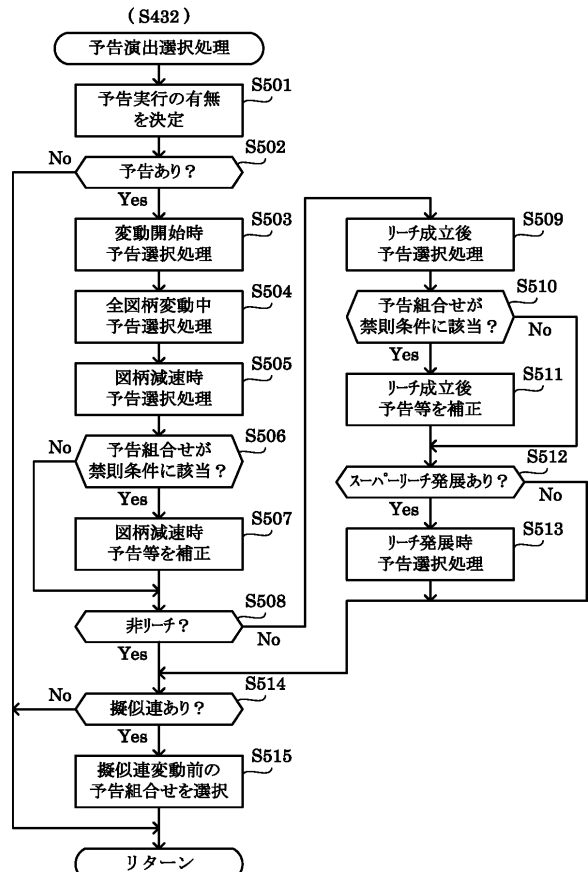 (S432)
予告演出選択処理
S501
予告実行の有無
を決定
S502
No
予告あり?
Yes
S503
変動開始時
予告選択処理
S504
全図柄変動中
予告選択処理
S505
図柄減速時
予告選択処理
S506
No
予告組合せが
禁則条件に該当?
Yes
S507
図柄減速時
予告等を補正
S508
非リーチ?
No
Yes
S509
リーチ成立後
予告選択処理
S510
予告組合せが
禁則条件に該当?
No
Yes
S511
リーチ成立後
予告等を補正
S512
スーパーリーチ発展あり?
No
Yes
S513
リーチ発展時
予告選択処理
S514
No
擬似連あり?
Yes
S515
擬似連変動前の
予告組合せを選択
リターン